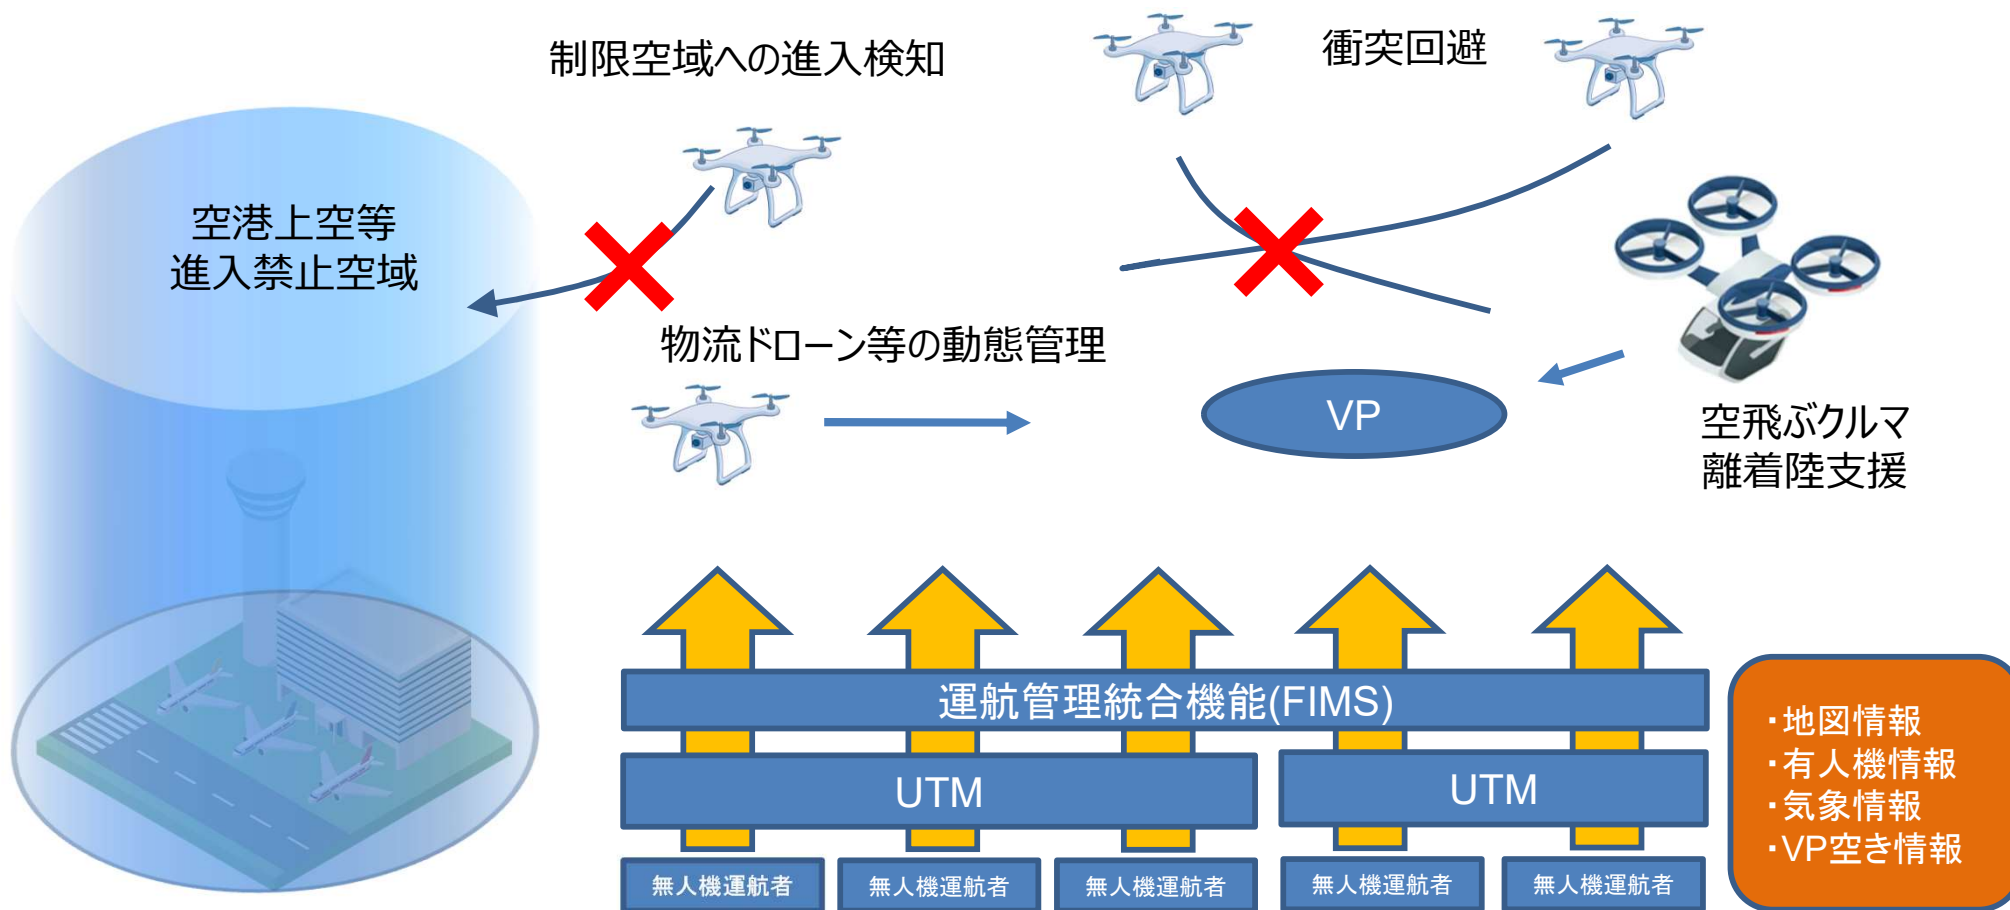 制限空域への進入検知
衝突回避
空港上空等
進入禁止空域
物流ドローン等の動態管理
VP
空飛ぶクルマ
離着陸支援
運航管理統合機能(FIMS)
UTM
UTM
無人機運航者
無人機運航者
無人機運航者
無人機運航者
無人機運航者
・地図情報
・有人機情報
・気象情報
・VP空き情報